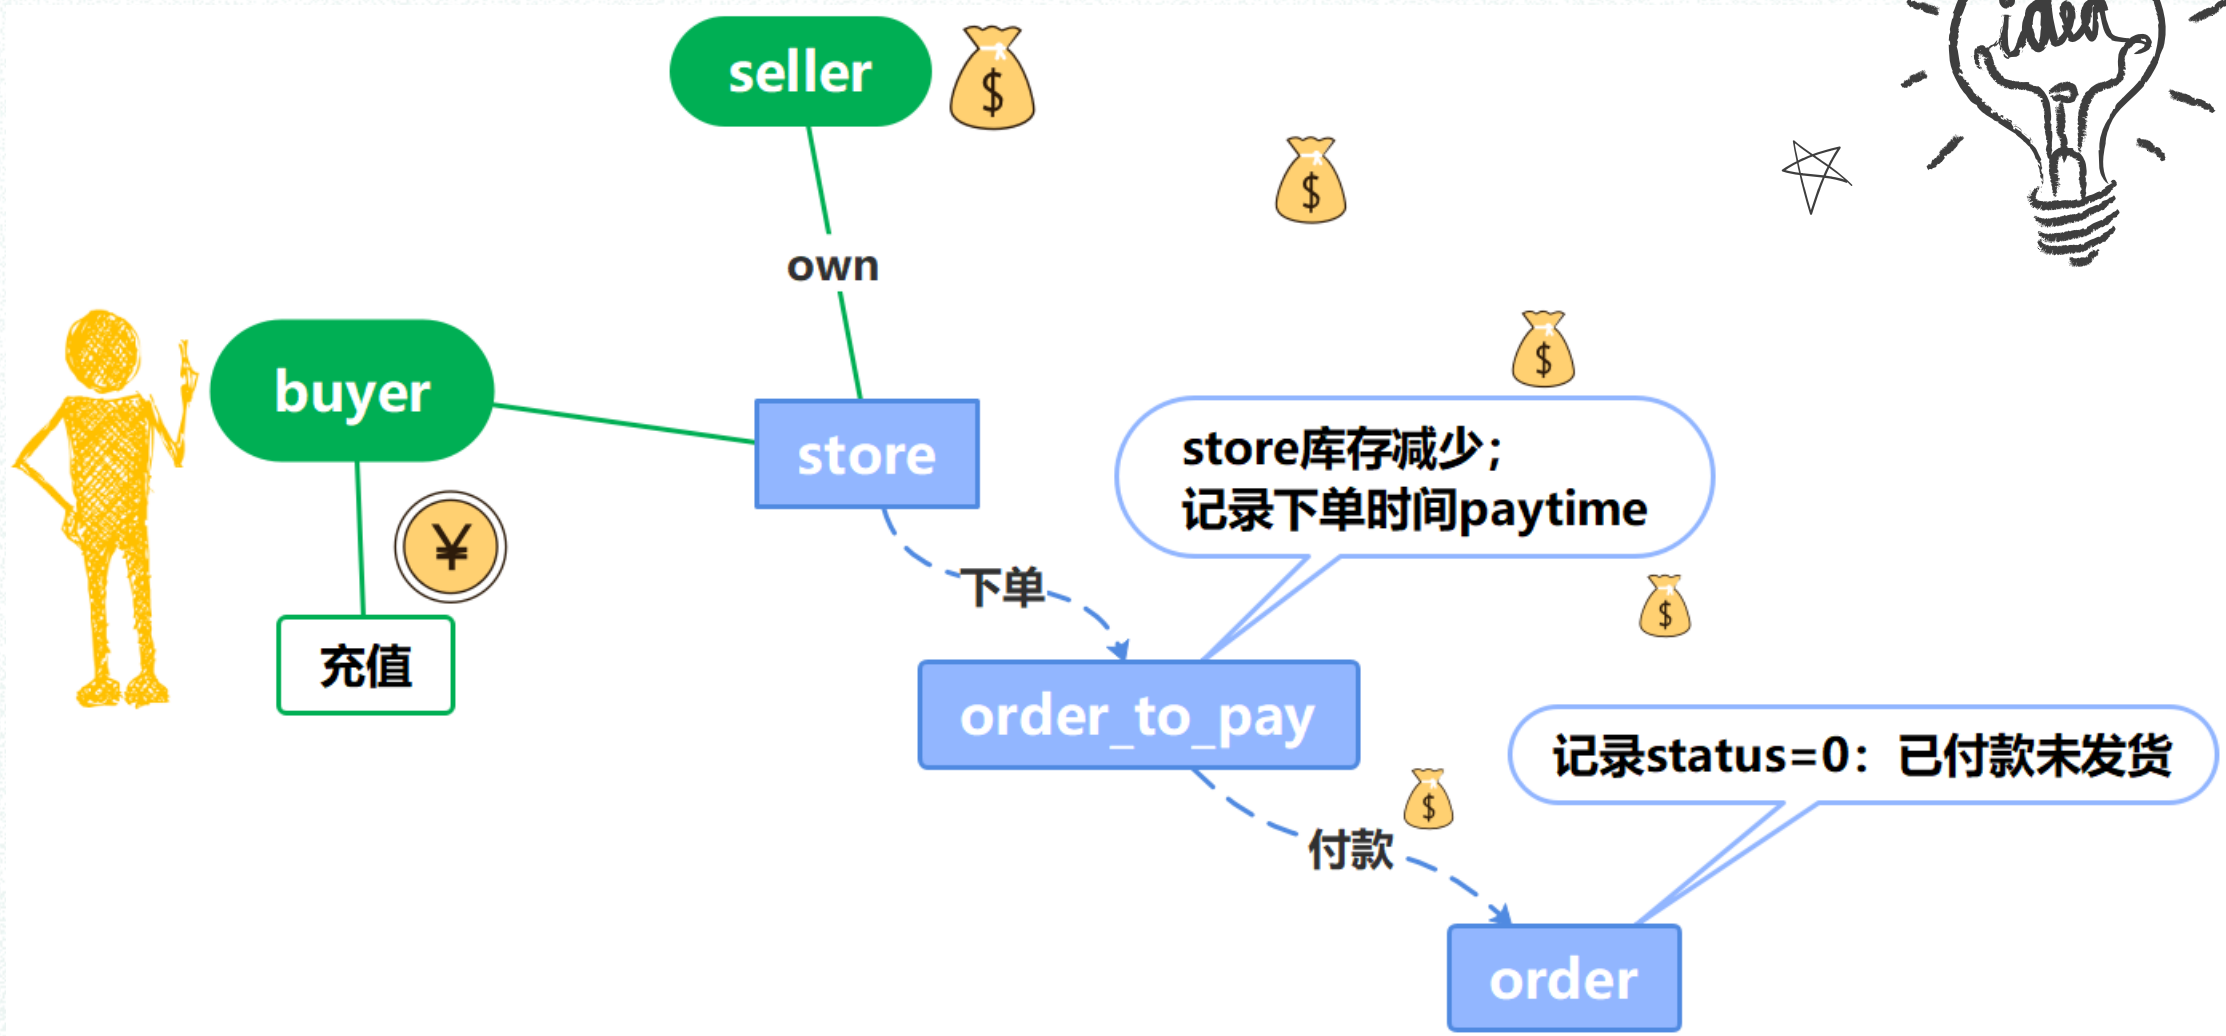 idea
seller
$
$
own
$
buyer
store
store库存减少；
记录下单时间paytime
¥
下单
$
充值
order_to_pay
记录status=0：已付款未发货
$
付款
order